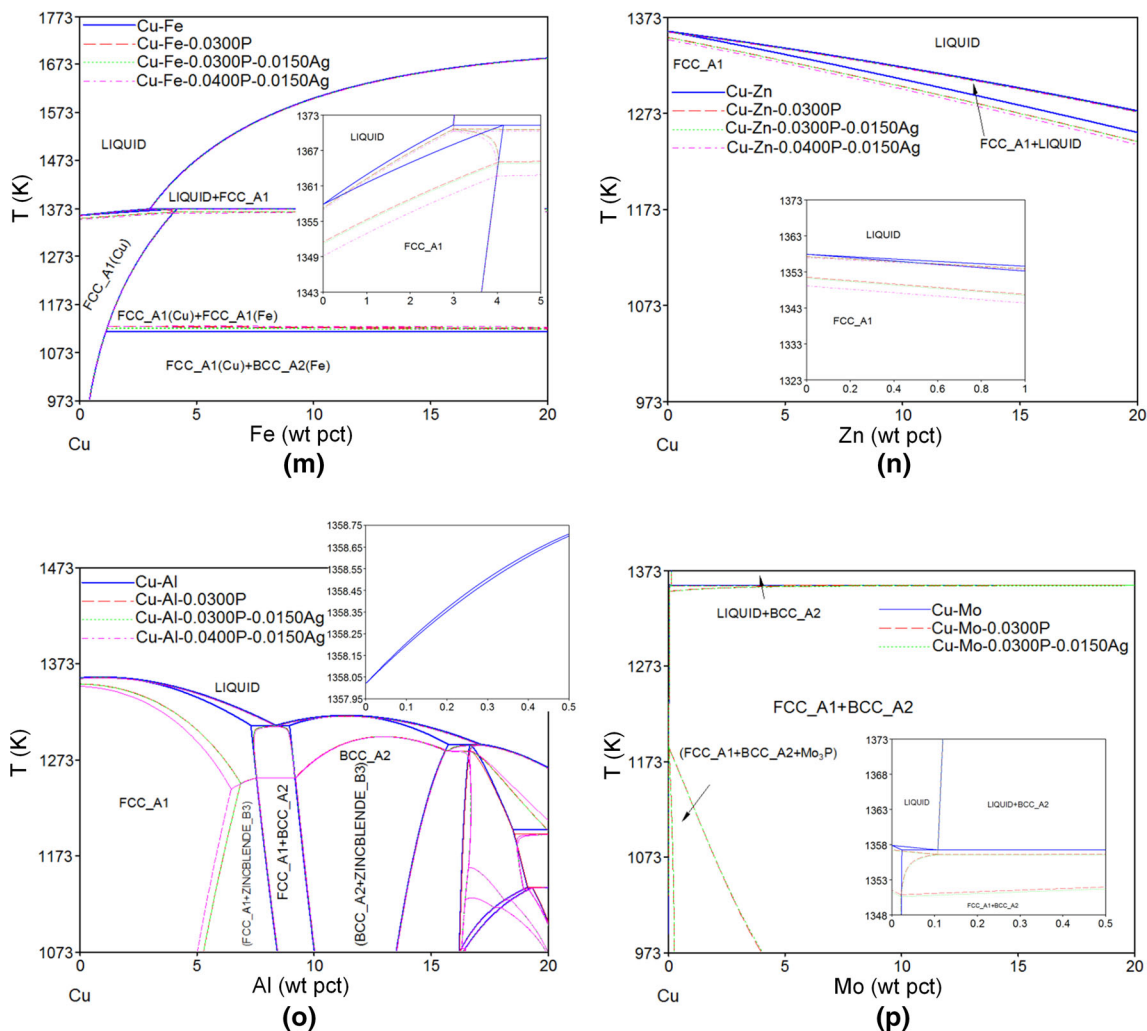 1773
1673
1573
1473
1373
1273
1173
1073
973
T (K)
Cu-Fe
Cu-Fe-0.0300P
Cu-Fe-0.0300P-0.0150Ag
Cu-Fe-0.0400P-0.0150Ag
LIQUID
LIQUID+FCC_A1
FCC_A1(Cu)
FCC_A1(Cu)+FCC_A1(Fe)
FCC_A1(Cu)+BCC_A2(Fe)
1373
1367
1361
1355
1349
1343
LIQUID
FCC_A1
0 1 2 3 4 5
0 5 10 15 20
Cu
Fe (wt pct)
(m)
1373
1273
1173
1073
973
T (K)
LIQUID
FCC_A1
Cu-Zn
Cu-Zn-0.0300P
Cu-Zn-0.0300P-0.0150Ag
Cu-Zn-0.0400P-0.0150Ag
FCC_A1+LIQUID
1373
1363
1353
1343
1333
1323
LIQUID
FCC_A1
0 0.2 0.4 0.6 0.8 1
0 5 10 15 20
Cu
Zn (wt pct)
(n)
1473
1373
1273
1173
1073
T (K)
Cu-Al
Cu-Al-0.0300P
Cu-Al-0.0300P-0.0150Ag
Cu-Al-0.0400P-0.0150Ag
1358.75
1358.65
1358.55
1358.45
1358.35
1358.25
1358.15
1358.05
1357.95
0 0.1 0.2 0.3 0.4 0.5
LIQUID
FCC_A1
(FCC_A1+ZINCBLENDE_B3)
FCC_A1+BCC_A2
BCC_A2
(BCC_A2+ZINCBLENDE_B3)
0 5 10 15 20
Cu
Al (wt pct)
(o)
1373
1273
1173
1073
973
T (K)
LIQUID+BCC_A2
Cu-Mo
Cu-Mo-0.0300P
Cu-Mo-0.0300P-0.0150Ag
FCC_A1+BCC_A2
(FCC_A1+BCC_A2+Mo₃P)
1373
1368
1363
1358
1353
1348
LIQUID
LIQUID+BCC_A2
FCC_A1+BCC_A2
0 0.1 0.2 0.3 0.4 0.5
0 5 10 15 20
Cu
Mo (wt pct)
(p)